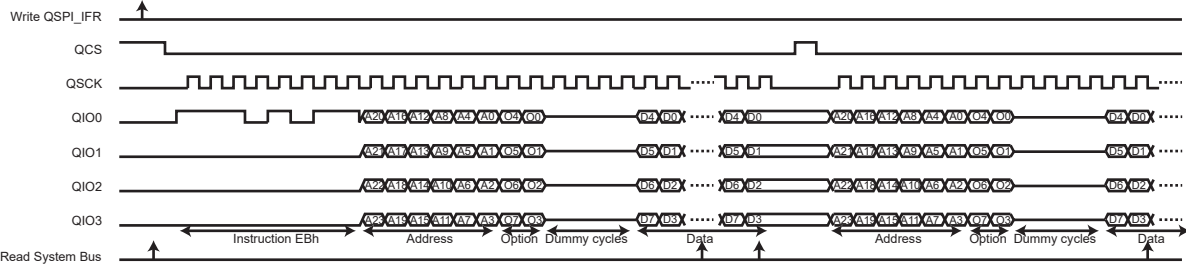 Write QSPI_IFR
QCS
QSCK
QIO0 A20 A16 A12 A8 A4 A0 O4 O0 D4 D0 D4 D0 A20 A16 A12 A8 A4 A0 O4 O0 D4 D0
QIO1 A21 A17 A13 A9 A5 A1 O5 O1 D5 D1 D5 D1 A21 A17 A13 A9 A5 A1 O5 O1 D5 D1
QIO2 A22 A18 A14 A10 A6 A2 O6 O2 D6 D2 D6 D2 A22 A18 A14 A10 A6 A2 O6 O2 D6 D2
QIO3 A23 A19 A15 A11 A7 A3 O7 O3 D7 D3 D7 D3 A23 A19 A15 A11 A7 A3 O7 O3 D7 D3
Instruction EBh Address Option Dummy cycles Data Address Option Dummy cycles Data
Read System Bus